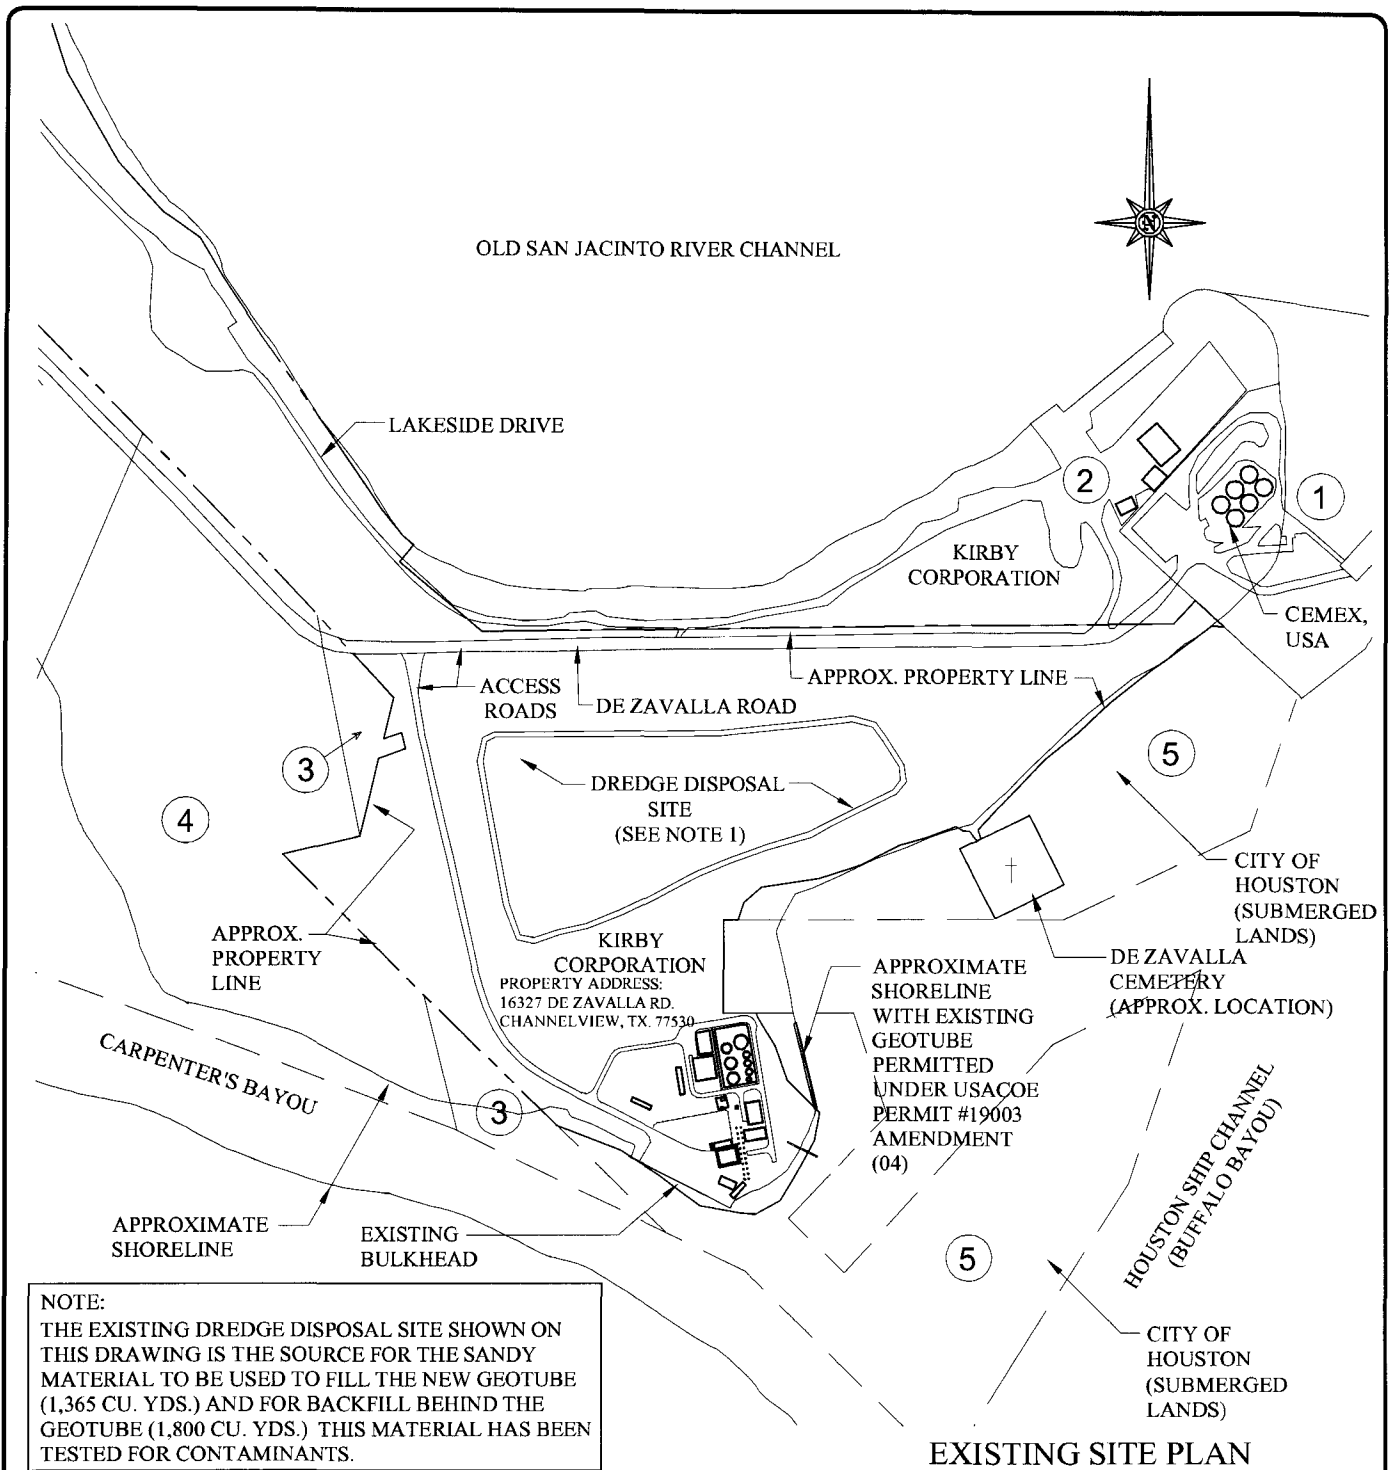 N
OLD SAN JACINTO RIVER CHANNEL
LAKESIDE DRIVE
2
1
KIRBY
CORPORATION
CEMEX,
USA
ACCESS
ROADS
DE ZAVALLA ROAD
APPROX. PROPERTY LINE
3
4
5
DREDGE DISPOSAL
SITE
(SEE NOTE 1)
CITY OF
HOUSTON
(SUBMERGED
LANDS)
APPROX.
PROPERTY
LINE
KIRBY
CORPORATION
PROPERTY ADDRESS:
16327 DE ZAVALLA RD.
CHANNELVIEW, TX. 77530
APPROXIMATE
SHORELINE
WITH EXISTING
GEOTUBE
PERMITTED
UNDER USACOE
PERMIT #19003
AMENDMENT
(04)
DE ZAVALLA
CEMETERY
(APPROX. LOCATION)
CARPENTER'S BAYOU
3
HOUSTON SHIP CHANNEL
(BUFFALO BAYOU)
APPROXIMATE
SHORELINE
EXISTING
BULKHEAD
5
CITY OF
HOUSTON
(SUBMERGED
LANDS)
NOTE:
THE EXISTING DREDGE DISPOSAL SITE SHOWN ON
THIS DRAWING IS THE SOURCE FOR THE SANDY
MATERIAL TO BE USED TO FILL THE NEW GEOTUBE
(1,365 CU. YDS.) AND FOR BACKFILL BEHIND THE
GEOTUBE (1,800 CU. YDS.) THIS MATERIAL HAS BEEN
TESTED FOR CONTAMINANTS.
EXISTING SITE PLAN